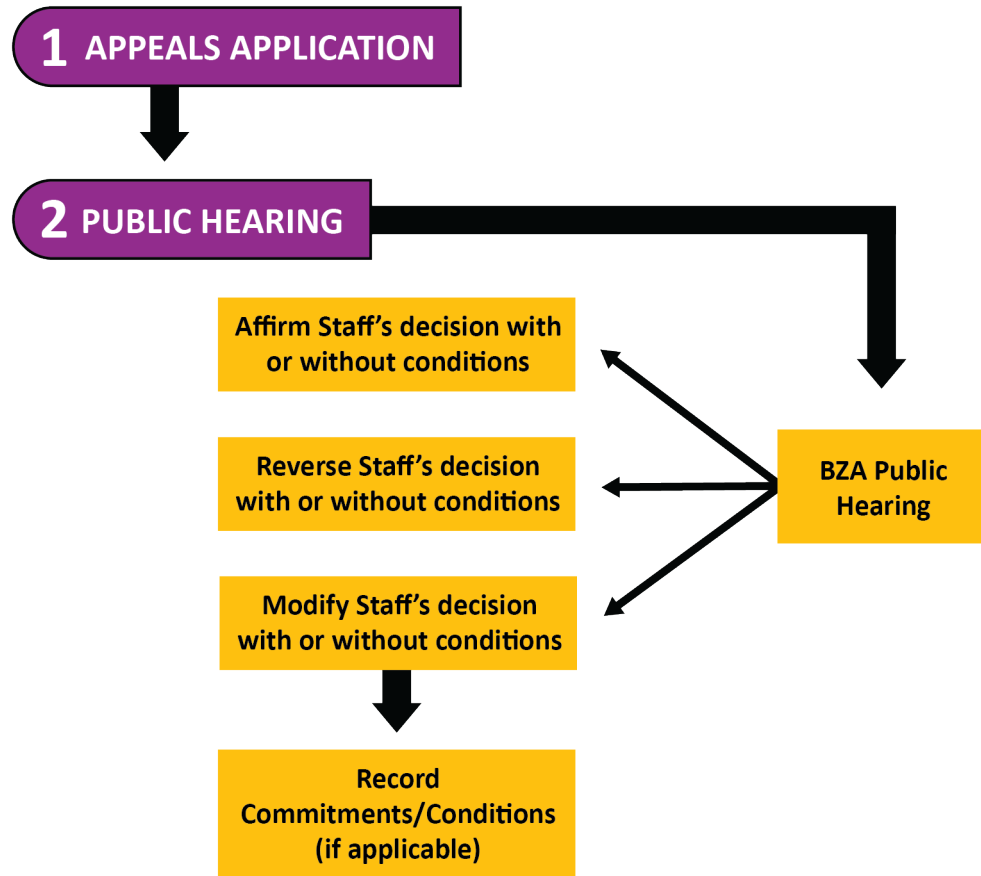 1 APPEALS APPLICATION
2 PUBLIC HEARING
Affirm Staff’s decision with
or without conditions
Reverse Staff’s decision
with or without conditions
BZA Public
Hearing
Modify Staff’s decision
with or without conditions
Record
Commitments/Conditions
(if applicable)